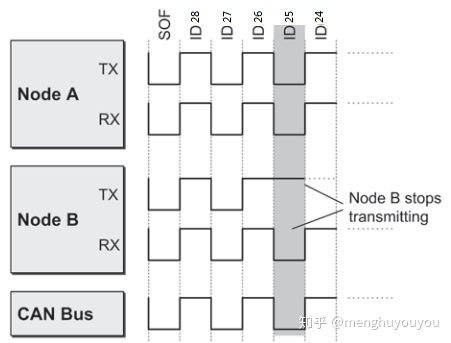 SOF
ID 28
ID 27
ID 26
ID 25
ID 24
Node A
TX
RX
Node B
TX
RX
Node B stops
transmitting
CAN Bus
知乎 @menghuyouyou